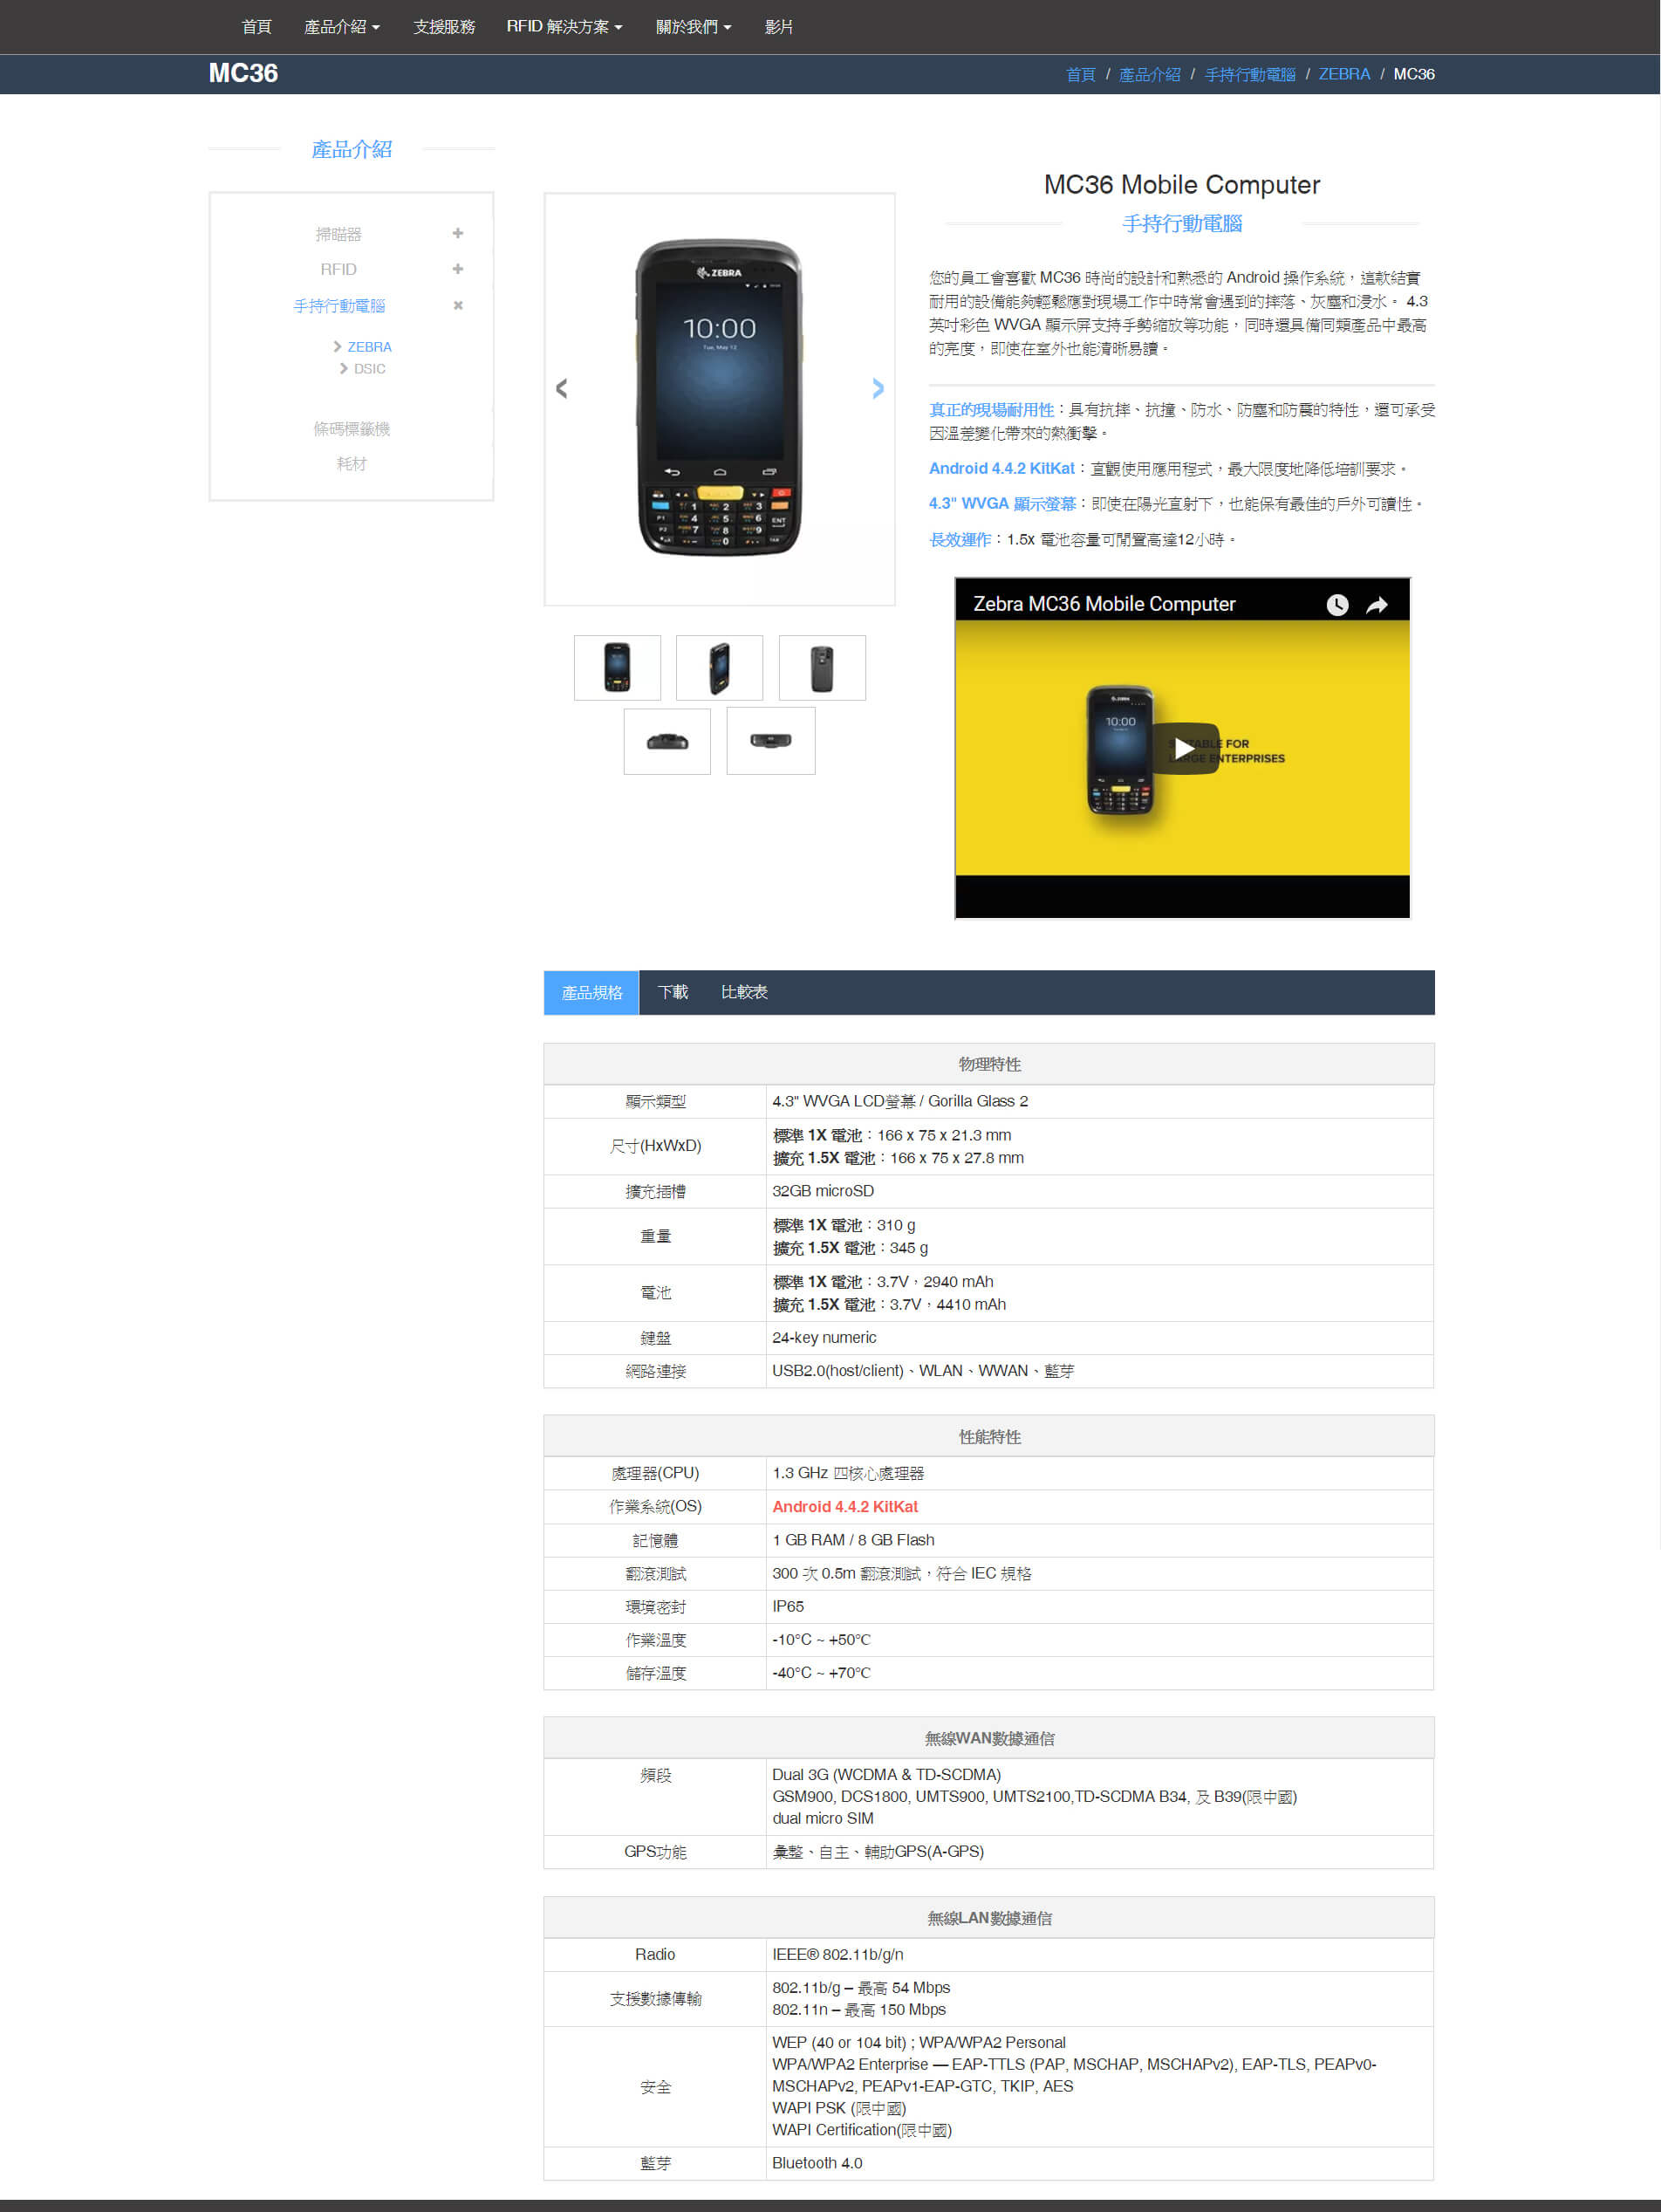 首頁 產品介紹 支援服務 RFID 解決方案 關於我們 影片
MC36
首頁 / 產品介紹 / 手持行動電腦 / ZEBRA / MC36
產品介紹
掃瞄器
RFID
手持行動電腦
ZEBRA
DSIC
條碼標籤機
耗材
ZEBRA
10:00
Tue, May 12
MC36 Mobile Computer
手持行動電腦
您的員工會喜歡 MC36 時尚的設計和熟悉的 Android 操作系統，這款結實
耐用的設備能夠輕鬆應對現場工作中時常會遇到的摔落、灰塵和浸水。 4.3
英吋彩色 WVGA 顯示屏支持手勢縮放等功能，同時還具備同類產品中最高
的亮度，即使在室外也能清晰易讀。
真正的現場耐用性：具有抗摔、抗撞、防水、防塵和防震的特性，還可承受
因溫差變化帶來的熱衝擊。
Android 4.4.2 KitKat：直觀使用應用程式，最大限度地降低培訓要求。
4.3" WVGA 顯示螢幕：即使在陽光直射下，也能保有最佳的戶外可讀性。
長效運作：1.5x 電池容量可閒置高達12小時。
Zebra MC36 Mobile Computer
ZEBRA
10:00
LARGE ENTERPRISES
產品規格 下載 比較表
物理特性
顯示類型 4.3" WVGA LCD螢幕 / Gorilla Glass 2
尺寸(HxWxD) 標準 1X 電池：166 x 75 x 21.3 mm
擴充 1.5X 電池：166 x 75 x 27.8 mm
擴充插槽 32GB microSD
重量 標準 1X 電池：310 g
擴充 1.5X 電池：345 g
電池 標準 1X 電池：3.7V，2940 mAh
擴充 1.5X 電池：3.7V，4410 mAh
鍵盤 24-key numeric
網路連接 USB2.0(host/client)、WLAN、WWAN、藍芽
性能特性
處理器(CPU) 1.3 GHz 四核心處理器
作業系統(OS) Android 4.4.2 KitKat
記憶體 1 GB RAM / 8 GB Flash
翻滾測試 300 次 0.5m 翻滾測試，符合 IEC 規格
環境密封 IP65
作業溫度 -10°C ~ +50°C
儲存溫度 -40°C ~ +70°C
無線WAN數據通信
頻段 Dual 3G (WCDMA & TD-SCDMA)
GSM900, DCS1800, UMTS900, UMTS2100,TD-SCDMA B34, 及 B39(限中國)
dual micro SIM
GPS功能 彙整、自主、輔助GPS(A-GPS)
無線LAN數據通信
Radio IEEE® 802.11b/g/n
支援數據傳輸 802.11b/g – 最高 54 Mbps
802.11n – 最高 150 Mbps
安全 WEP (40 or 104 bit) ; WPA/WPA2 Personal
WPA/WPA2 Enterprise — EAP-TTLS (PAP, MSCHAP, MSCHAPv2), EAP-TLS, PEAPv0-
MSCHAPv2, PEAPv1-EAP-GTC, TKIP, AES
WAPI PSK (限中國)
WAPI Certification(限中國)
藍芽 Bluetooth 4.0